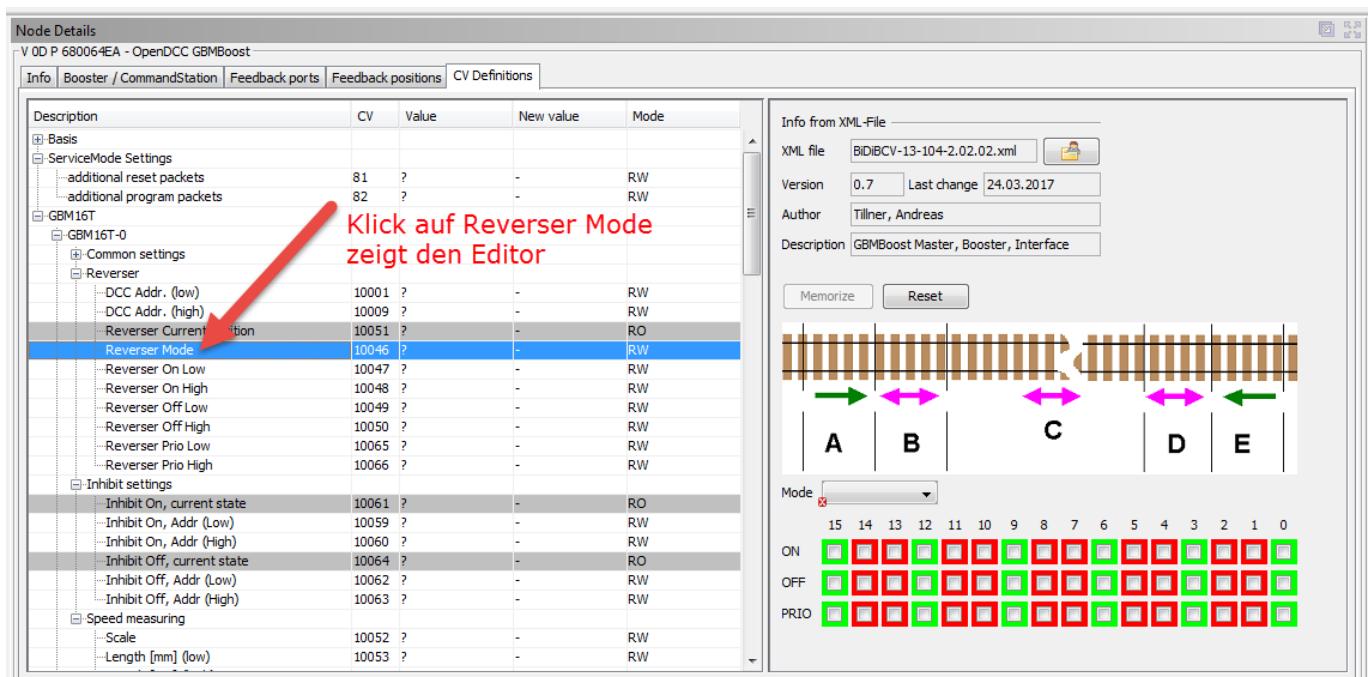 Node Details
V 0D P 680064EA - OpenDCC GBMBoost
Info Booster / CommandStation Feedback ports Feedback positions CV Definitions
Description CV Value New value Mode
Basis
ServiceMode Settings
additional reset packets 81 ? - RW
additional program packets 82 ? - RW
GBM16T
GBM16T-0
Common settings
Reverser
DCC Addr. (low) 10001 ? - RW
DCC Addr. (high) 10009 ? - RW
Reverser Current 10051 ? - RO
Reverser Mode 10046 ? - RW
Reverser On Low 10047 ? - RW
Reverser On High 10048 ? - RW
Reverser Off Low 10049 ? - RW
Reverser Off High 10050 ? - RW
Reverser Prio Low 10065 ? - RW
Reverser Prio High 10066 ? - RW
Inhibit settings
Inhibit On, current state 10061 ? - RO
Inhibit On, Addr (Low) 10059 ? - RW
Inhibit On, Addr (High) 10060 ? - RW
Inhibit Off, current state 10064 ? - RO
Inhibit Off, Addr (Low) 10062 ? - RW
Inhibit Off, Addr (High) 10063 ? - RW
Speed measuring
Scale 10052 ? - RW
Length [mm] (low) 10053 ? - RW
Klick auf Reverser Mode
zeigt den Editor
Info from XML-File
XML file BiDiBCV-13-104-2.02.02.xml
Version 0.7 Last change 24.03.2017
Author Tillner, Andreas
Description GBMBoost Master, Booster, Interface
Memorize Reset
A B C D E
Mode
15 14 13 12 11 10 9 8 7 6 5 4 3 2 1 0
ON
OFF
PRIO